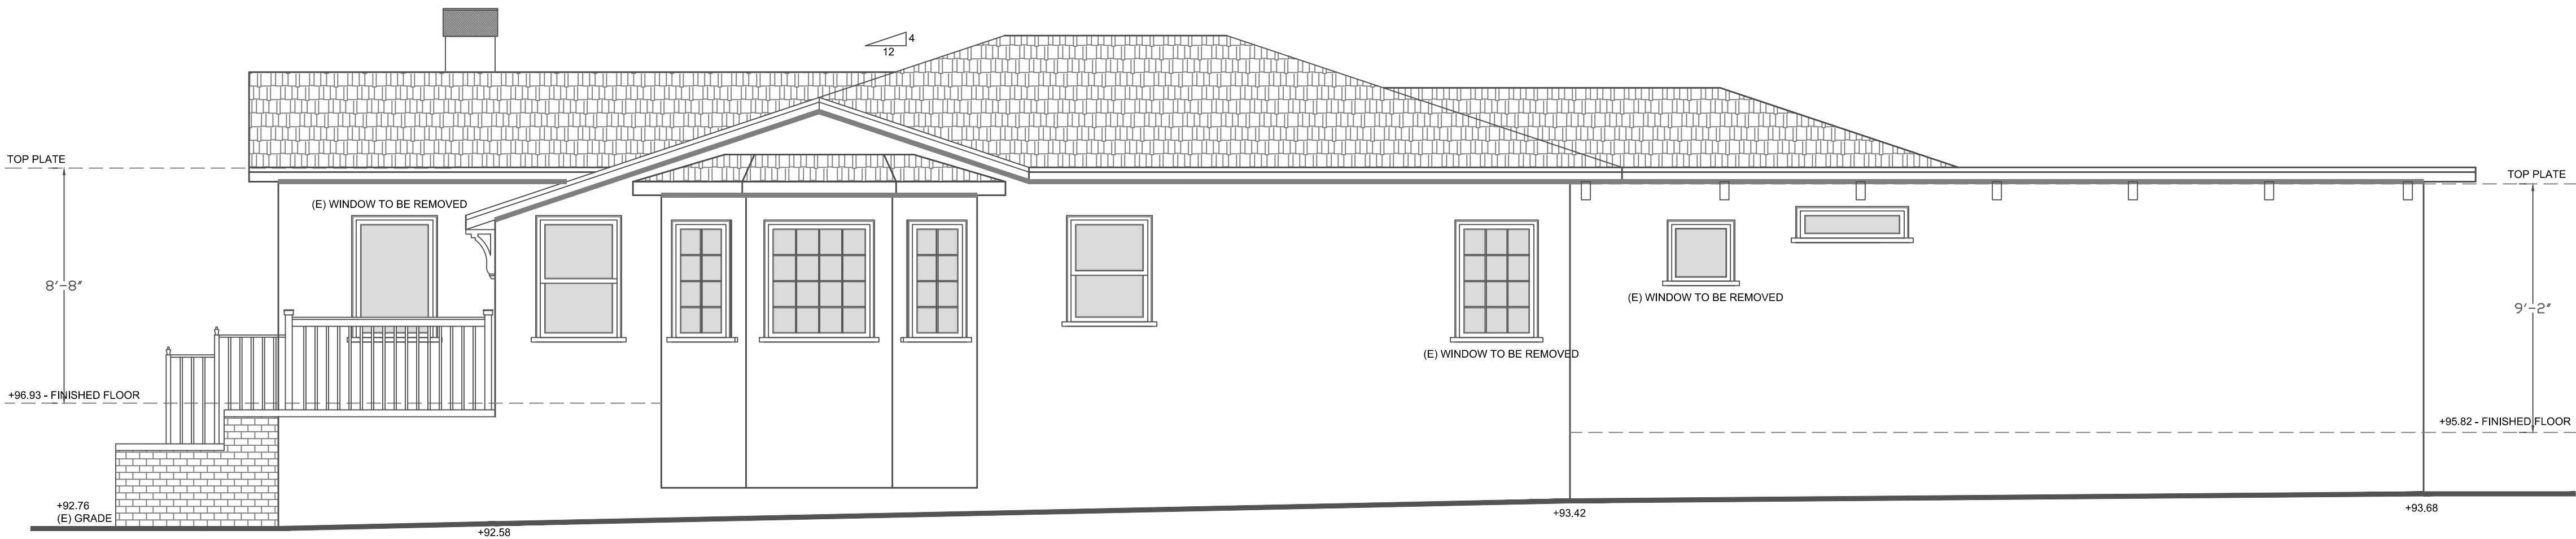 4
12
TOP PLATE
TOP PLATE
(E) WINDOW TO BE REMOVED
8'-8"
(E) WINDOW TO BE REMOVED
9'-2"
(E) WINDOW TO BE REMOVED
+96.93 - FINISHED FLOOR
+95.82 - FINISHED FLOOR
+92.76
(E) GRADE
+92.58
+93.42
+93.68